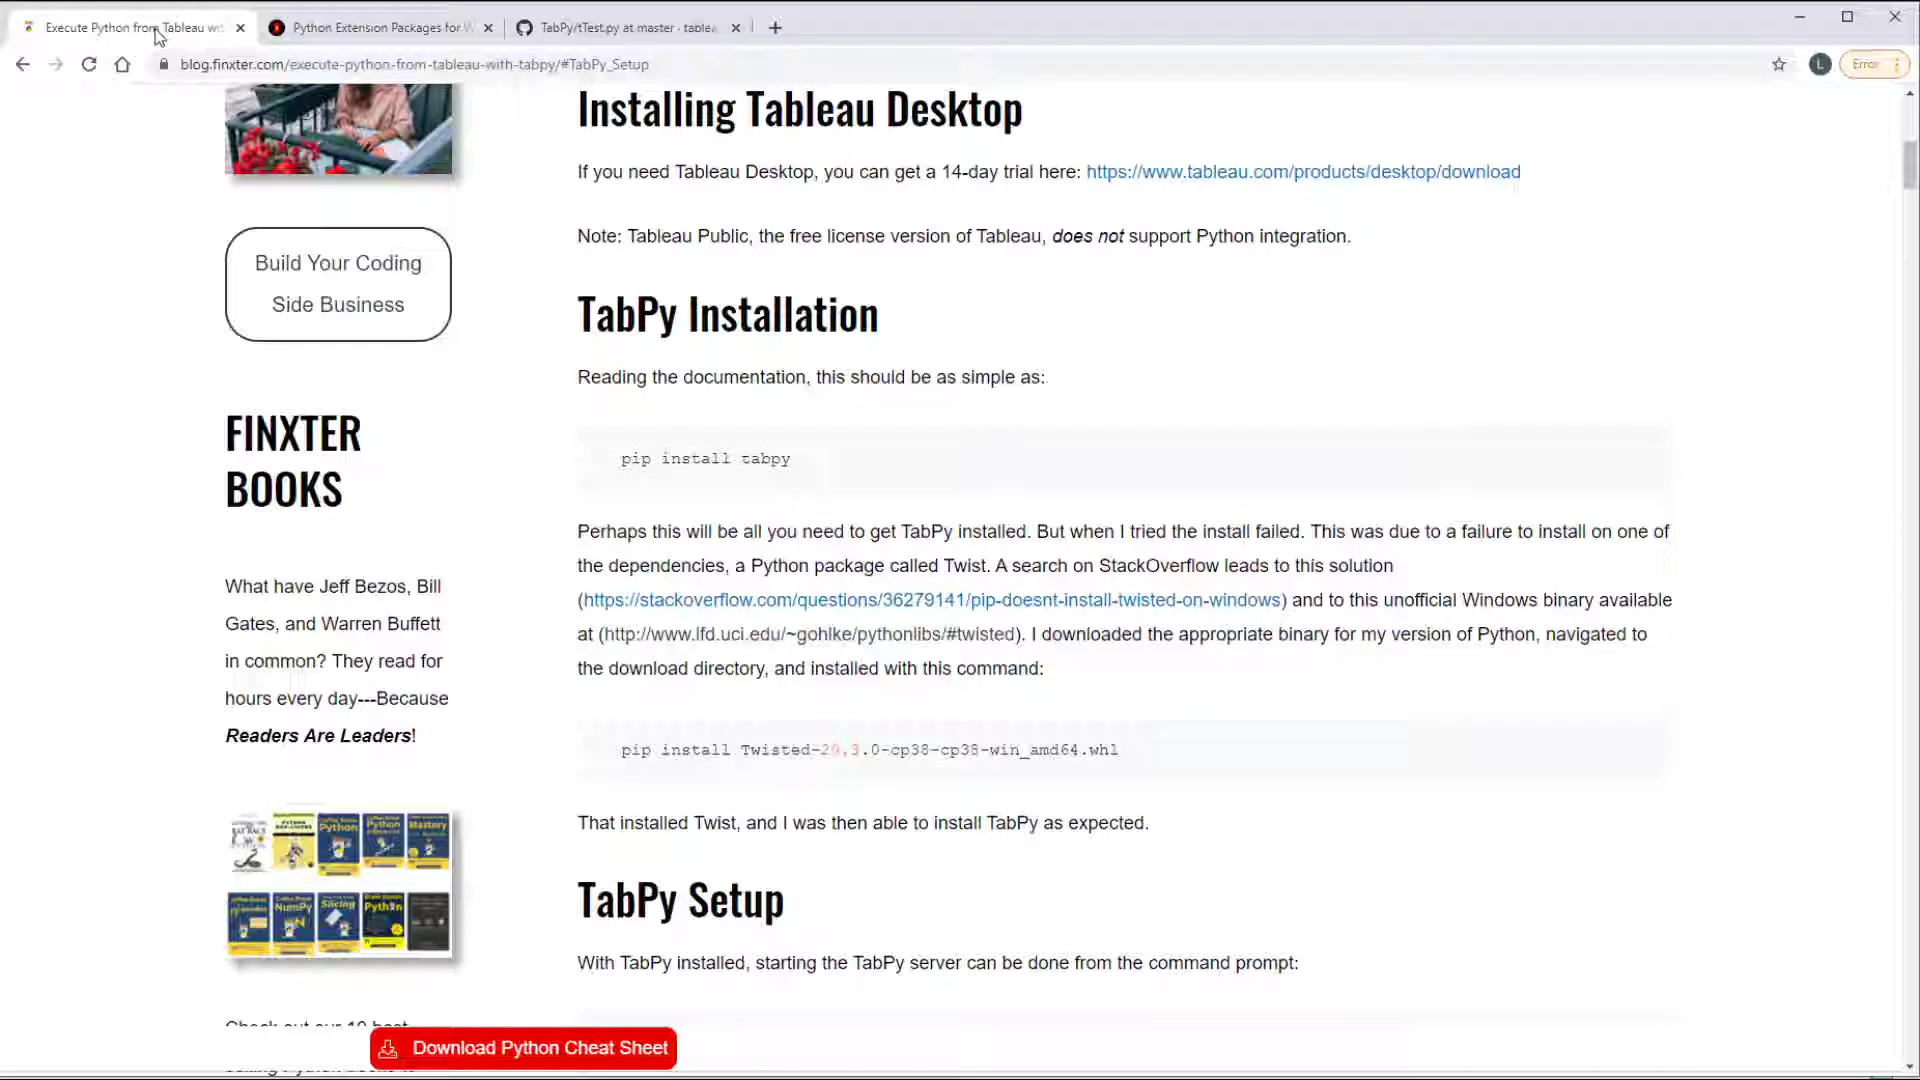 Execute Python from Tableau wit
Python Extension Packages for W
TabPy/tTest.py at master · tablea
blog.finxter.com/execute-python-from-tableau-with-tabpy/#TabPy_Setup
L
Error
Installing Tableau Desktop
If you need Tableau Desktop, you can get a 14-day trial here: https://www.tableau.com/products/desktop/download
Note: Tableau Public, the free license version of Tableau, does not support Python integration.
Build Your Coding
Side Business
TabPy Installation
Reading the documentation, this should be as simple as:
FINXTER
BOOKS
pip install tabpy
Perhaps this will be all you need to get TabPy installed. But when I tried the install failed. This was due to a failure to install on one of
the dependencies, a Python package called Twist. A search on StackOverflow leads to this solution
(https://stackoverflow.com/questions/36279141/pip-doesnt-install-twisted-on-windows) and to this unofficial Windows binary available
at (http://www.lfd.uci.edu/~gohlke/pythonlibs/#twisted). I downloaded the appropriate binary for my version of Python, navigated to
the download directory, and installed with this command:
What have Jeff Bezos, Bill
Gates, and Warren Buffett
in common? They read for
hours every day---Because
Readers Are Leaders!
pip install Twisted-20.3.0-cp38-cp38-win_amd64.whl
That installed Twist, and I was then able to install TabPy as expected.
TabPy Setup
With TabPy installed, starting the TabPy server can be done from the command prompt:
Python
Mastery
NumPy
Slicing
Python
Check out our 10 best
Download Python Cheat Sheet